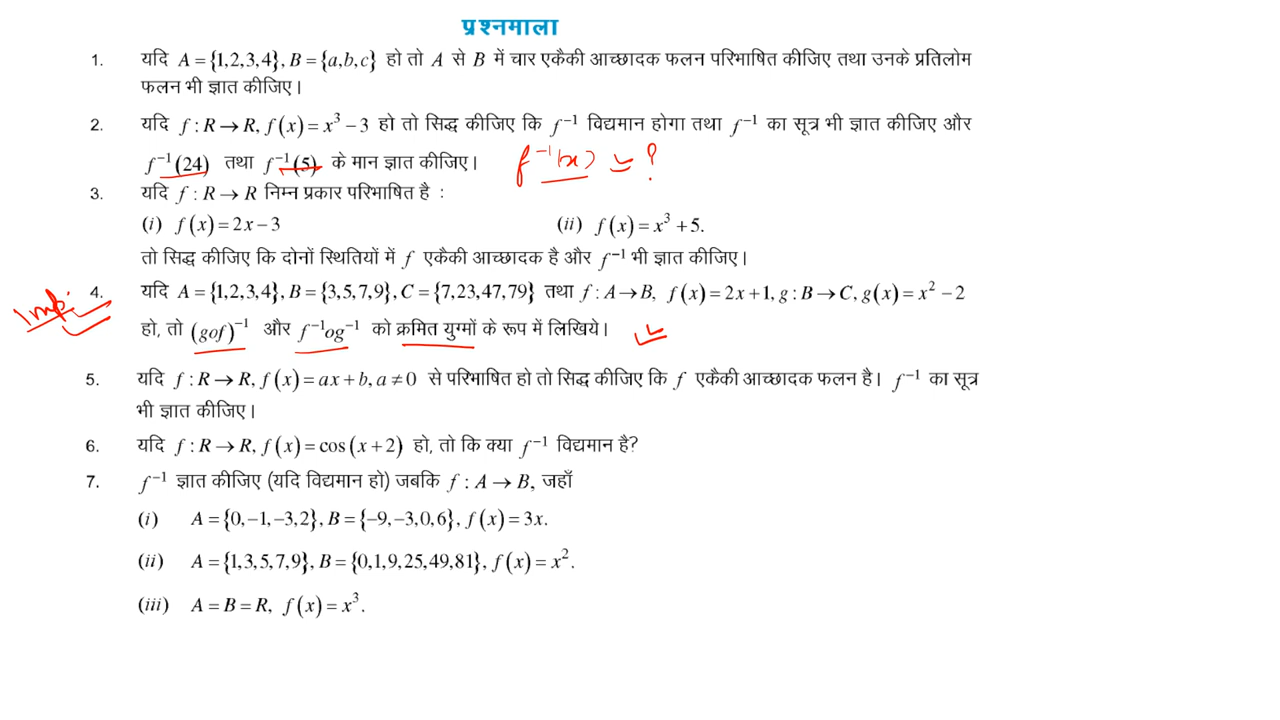 प्रश्नमाला
1. यदि A = {1,2,3,4}, B = {a,b,c} हो तो A से B में चार एकैकी आच्छादक फलन परिभाषित कीजिए तथा उनके प्रतिलोम
फलन भी ज्ञात कीजिए।
2. यदि f : R → R, f(x) = x³ − 3 हो तो सिद्ध कीजिए कि f⁻¹ विद्यमान होगा तथा f⁻¹ का सूत्र भी ज्ञात कीजिए और
f⁻¹(24) तथा f⁻¹(5) के मान ज्ञात कीजिए। f⁻¹(x) = ?
3. यदि f : R → R निम्न प्रकार परिभाषित है :
(i) f(x) = 2x − 3 (ii) f(x) = x³ + 5.
तो सिद्ध कीजिए कि दोनों स्थितियों में f एकैकी आच्छादक है और f⁻¹ भी ज्ञात कीजिए।
Imp. 4. यदि A = {1,2,3,4}, B = {3,5,7,9}, C = {7,23,47,79} तथा f : A → B, f(x) = 2x + 1, g : B → C, g(x) = x² − 2
हो, तो (gof)⁻¹ और f⁻¹og⁻¹ को क्रमित युग्मों के रूप में लिखिये।
5. यदि f : R → R, f(x) = ax + b, a ≠ 0 से परिभाषित हो तो सिद्ध कीजिए कि f एकैकी आच्छादक फलन है। f⁻¹ का सूत्र
भी ज्ञात कीजिए।
6. यदि f : R → R, f(x) = cos(x + 2) हो, तो कि क्या f⁻¹ विद्यमान है?
7. f⁻¹ ज्ञात कीजिए (यदि विद्यमान हो) जबकि f : A → B, जहाँ
(i) A = {0, −1, −3, 2}, B = {−9, −3, 0, 6}, f(x) = 3x.
(ii) A = {1,3,5,7,9}, B = {0,1,9,25,49,81}, f(x) = x².
(iii) A = B = R, f(x) = x³.